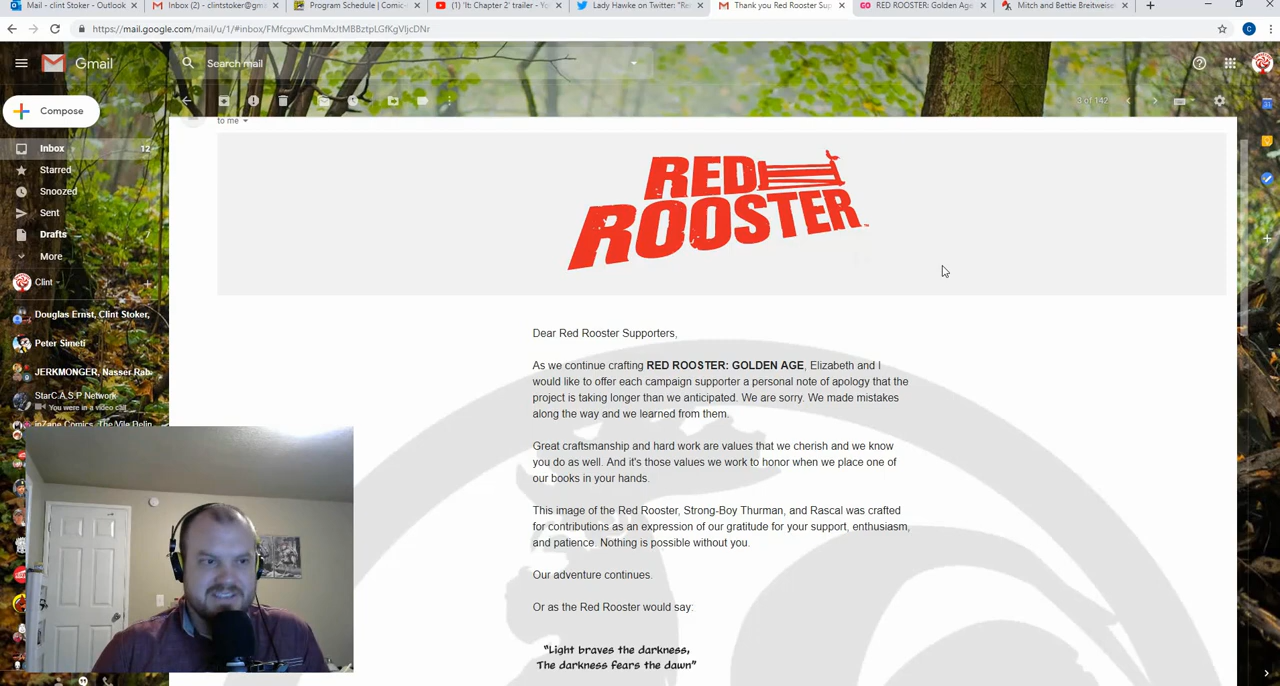 Mail - clint Stoker - Outlook
Inbox (2) - clintstoker@gm
Program Schedule | Comic-
(1) 'It: Chapter 2' trailer - Yo
Lady Hawke on Twitter: "Re
Thank you Red Rooster Sup
RED ROOSTER: Golden Ag
Mitch and Bettie Breitweise
https://mail.google.com/mail/u/1/#inbox/
Gmail
Search mail
Compose
3 of 142
to me
Inbox
12
Starred
Snoozed
Sent
Drafts
7
More
Clint
Douglas Ernst, Clint Stoker,
Peter Simeti
JERKMONGER, Nasser Rab
StarC.A.S.P Network
You were in a video call
RED
ROOSTER™
Dear Red Rooster Supporters,
As we continue crafting RED ROOSTER: GOLDEN AGE, Elizabeth and I
would like to offer each campaign supporter a personal note of apology that the
project is taking longer than we anticipated. We are sorry. We made mistakes
along the way and we learned from them.
Great craftsmanship and hard work are values that we cherish and we know
you do as well. And it's those values we work to honor when we place one of
our books in your hands.
This image of the Red Rooster, Strong-Boy Thurman, and Rascal was crafted
for contributions as an expression of our gratitude for your support, enthusiasm,
and patience. Nothing is possible without you.
Our adventure continues.
Or as the Red Rooster would say:
"Light braves the darkness,
The darkness fears the dawn"